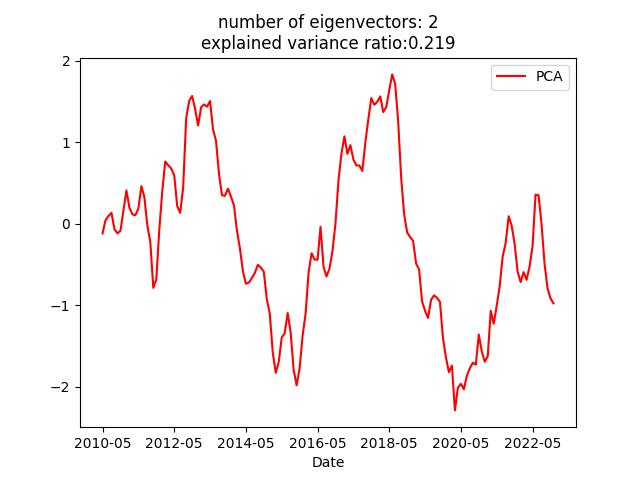 number of eigenvectors: 2
explained variance ratio:0.219
PCA
2
1
0
−1
−2
2010-05 2012-05 2014-05 2016-05 2018-05 2020-05 2022-05
Date